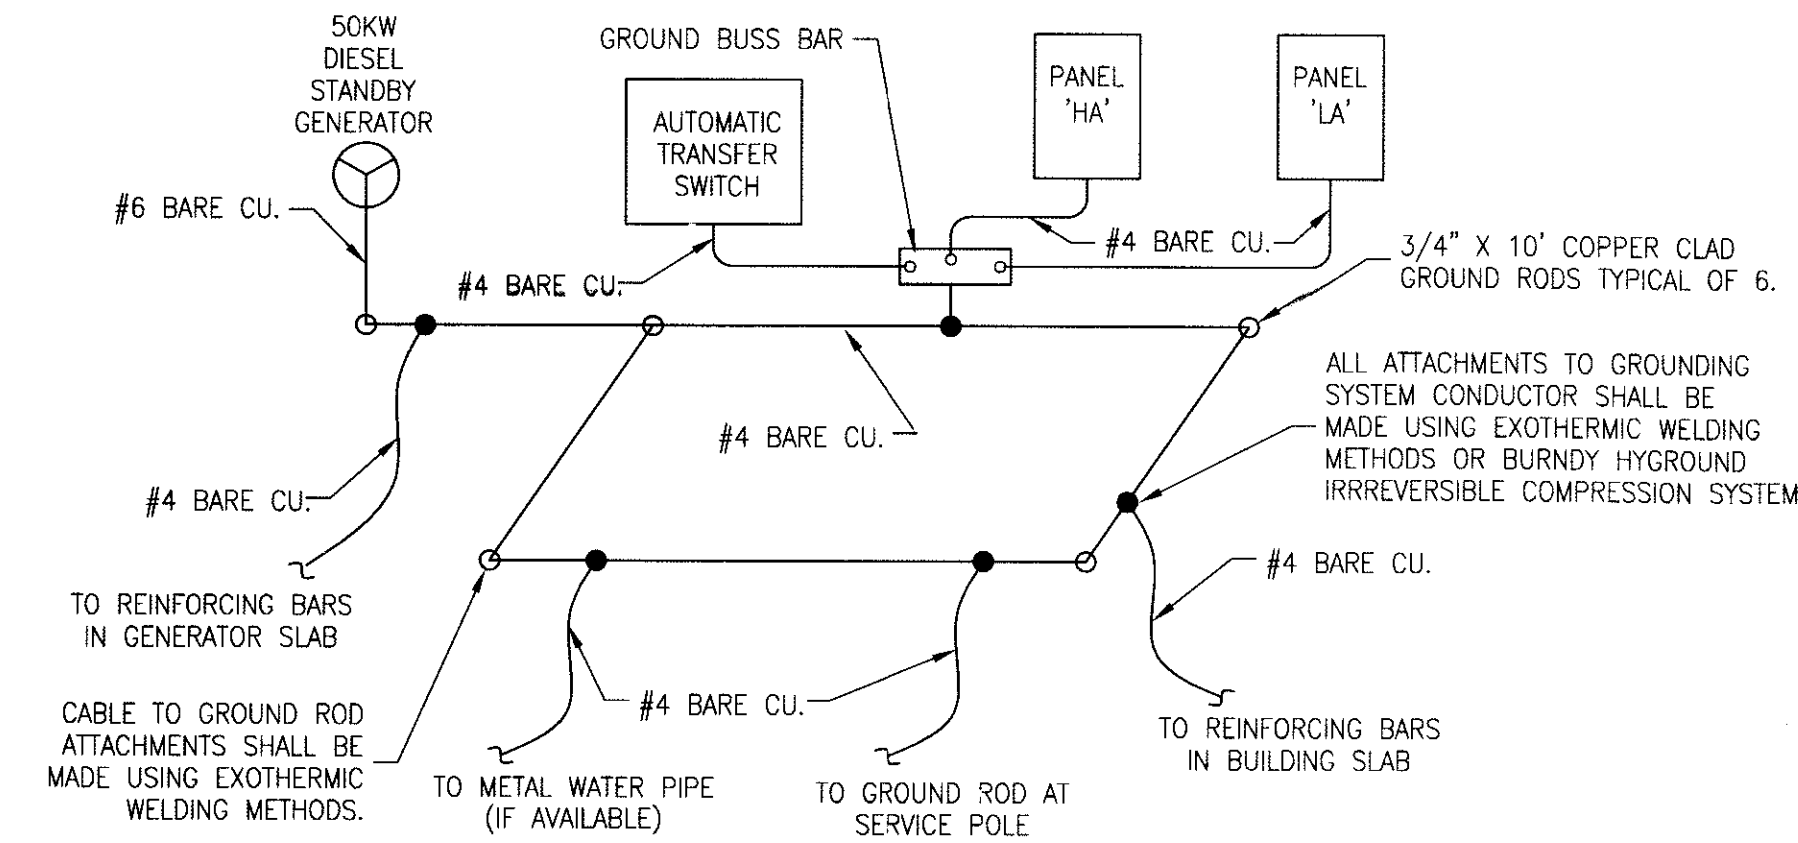 50KW
DIESEL
STANDBY
GENERATOR
GROUND BUSS BAR
AUTOMATIC
TRANSFER
SWITCH
PANEL
'HA'
PANEL
'LA'
#6 BARE CU.
#4 BARE CU.
#4 BARE CU.
3/4" X 10' COPPER CLAD
GROUND RODS TYPICAL OF 6.
ALL ATTACHMENTS TO GROUNDING
SYSTEM CONDUCTOR SHALL BE
MADE USING EXOTHERMIC WELDING
METHODS OR BURNDY HYGROUND
IRRREVERSIBLE COMPRESSION SYSTEM
#4 BARE CU.
#4 BARE CU.
#4 BARE CU.
TO REINFORCING BARS
IN GENERATOR SLAB
CABLE TO GROUND ROD
ATTACHMENTS SHALL BE
MADE USING EXOTHERMIC
WELDING METHODS.
#4 BARE CU.
TO METAL WATER PIPE
(IF AVAILABLE)
TO GROUND ROD AT
SERVICE POLE
TO REINFORCING BARS
IN BUILDING SLAB